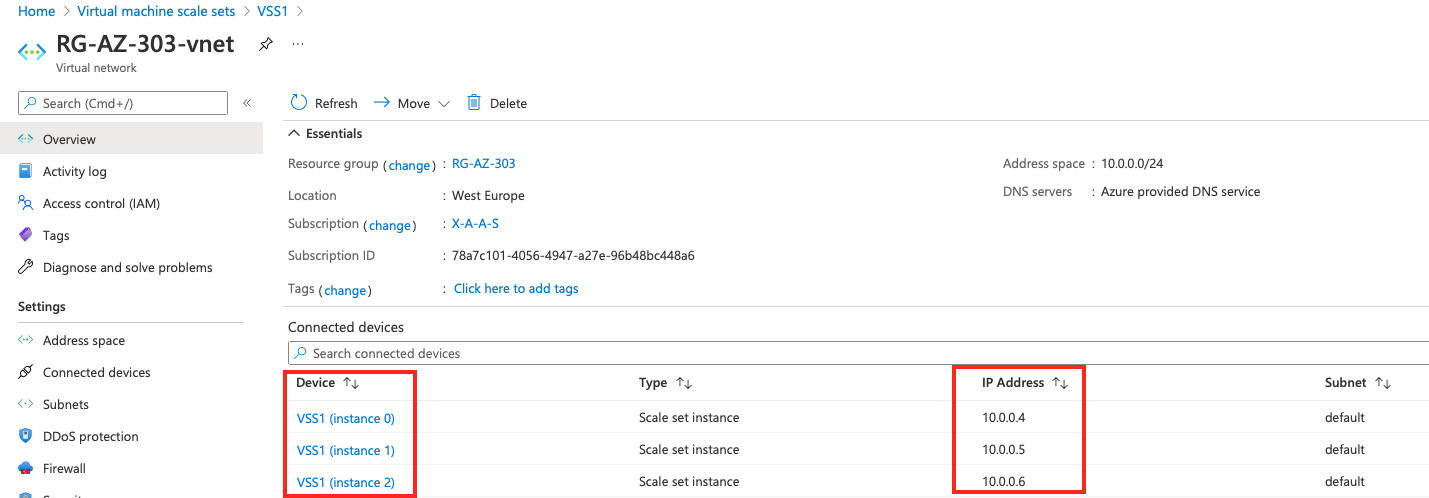 Home > Virtual machine scale sets > VSS1 >
RG-AZ-303-vnet ...
Virtual network
Search (Cmd+/) «
Overview
Activity log
Access control (IAM)
Tags
Diagnose and solve problems
Settings
Address space
Connected devices
Subnets
DDoS protection
Firewall
Refresh Move Delete
Essentials
Resource group (change) : RG-AZ-303
Location : West Europe
Subscription (change) : X-A-A-S
Subscription ID : 78a7c101-4056-4947-a27e-96b48bc448a6
Tags (change) : Click here to add tags
Address space : 10.0.0.0/24
DNS servers : Azure provided DNS service
Connected devices
Search connected devices
Device ↑↓ Type ↑↓ IP Address ↑↓ Subnet ↑↓
VSS1 (instance 0) Scale set instance 10.0.0.4 default
VSS1 (instance 1) Scale set instance 10.0.0.5 default
VSS1 (instance 2) Scale set instance 10.0.0.6 default